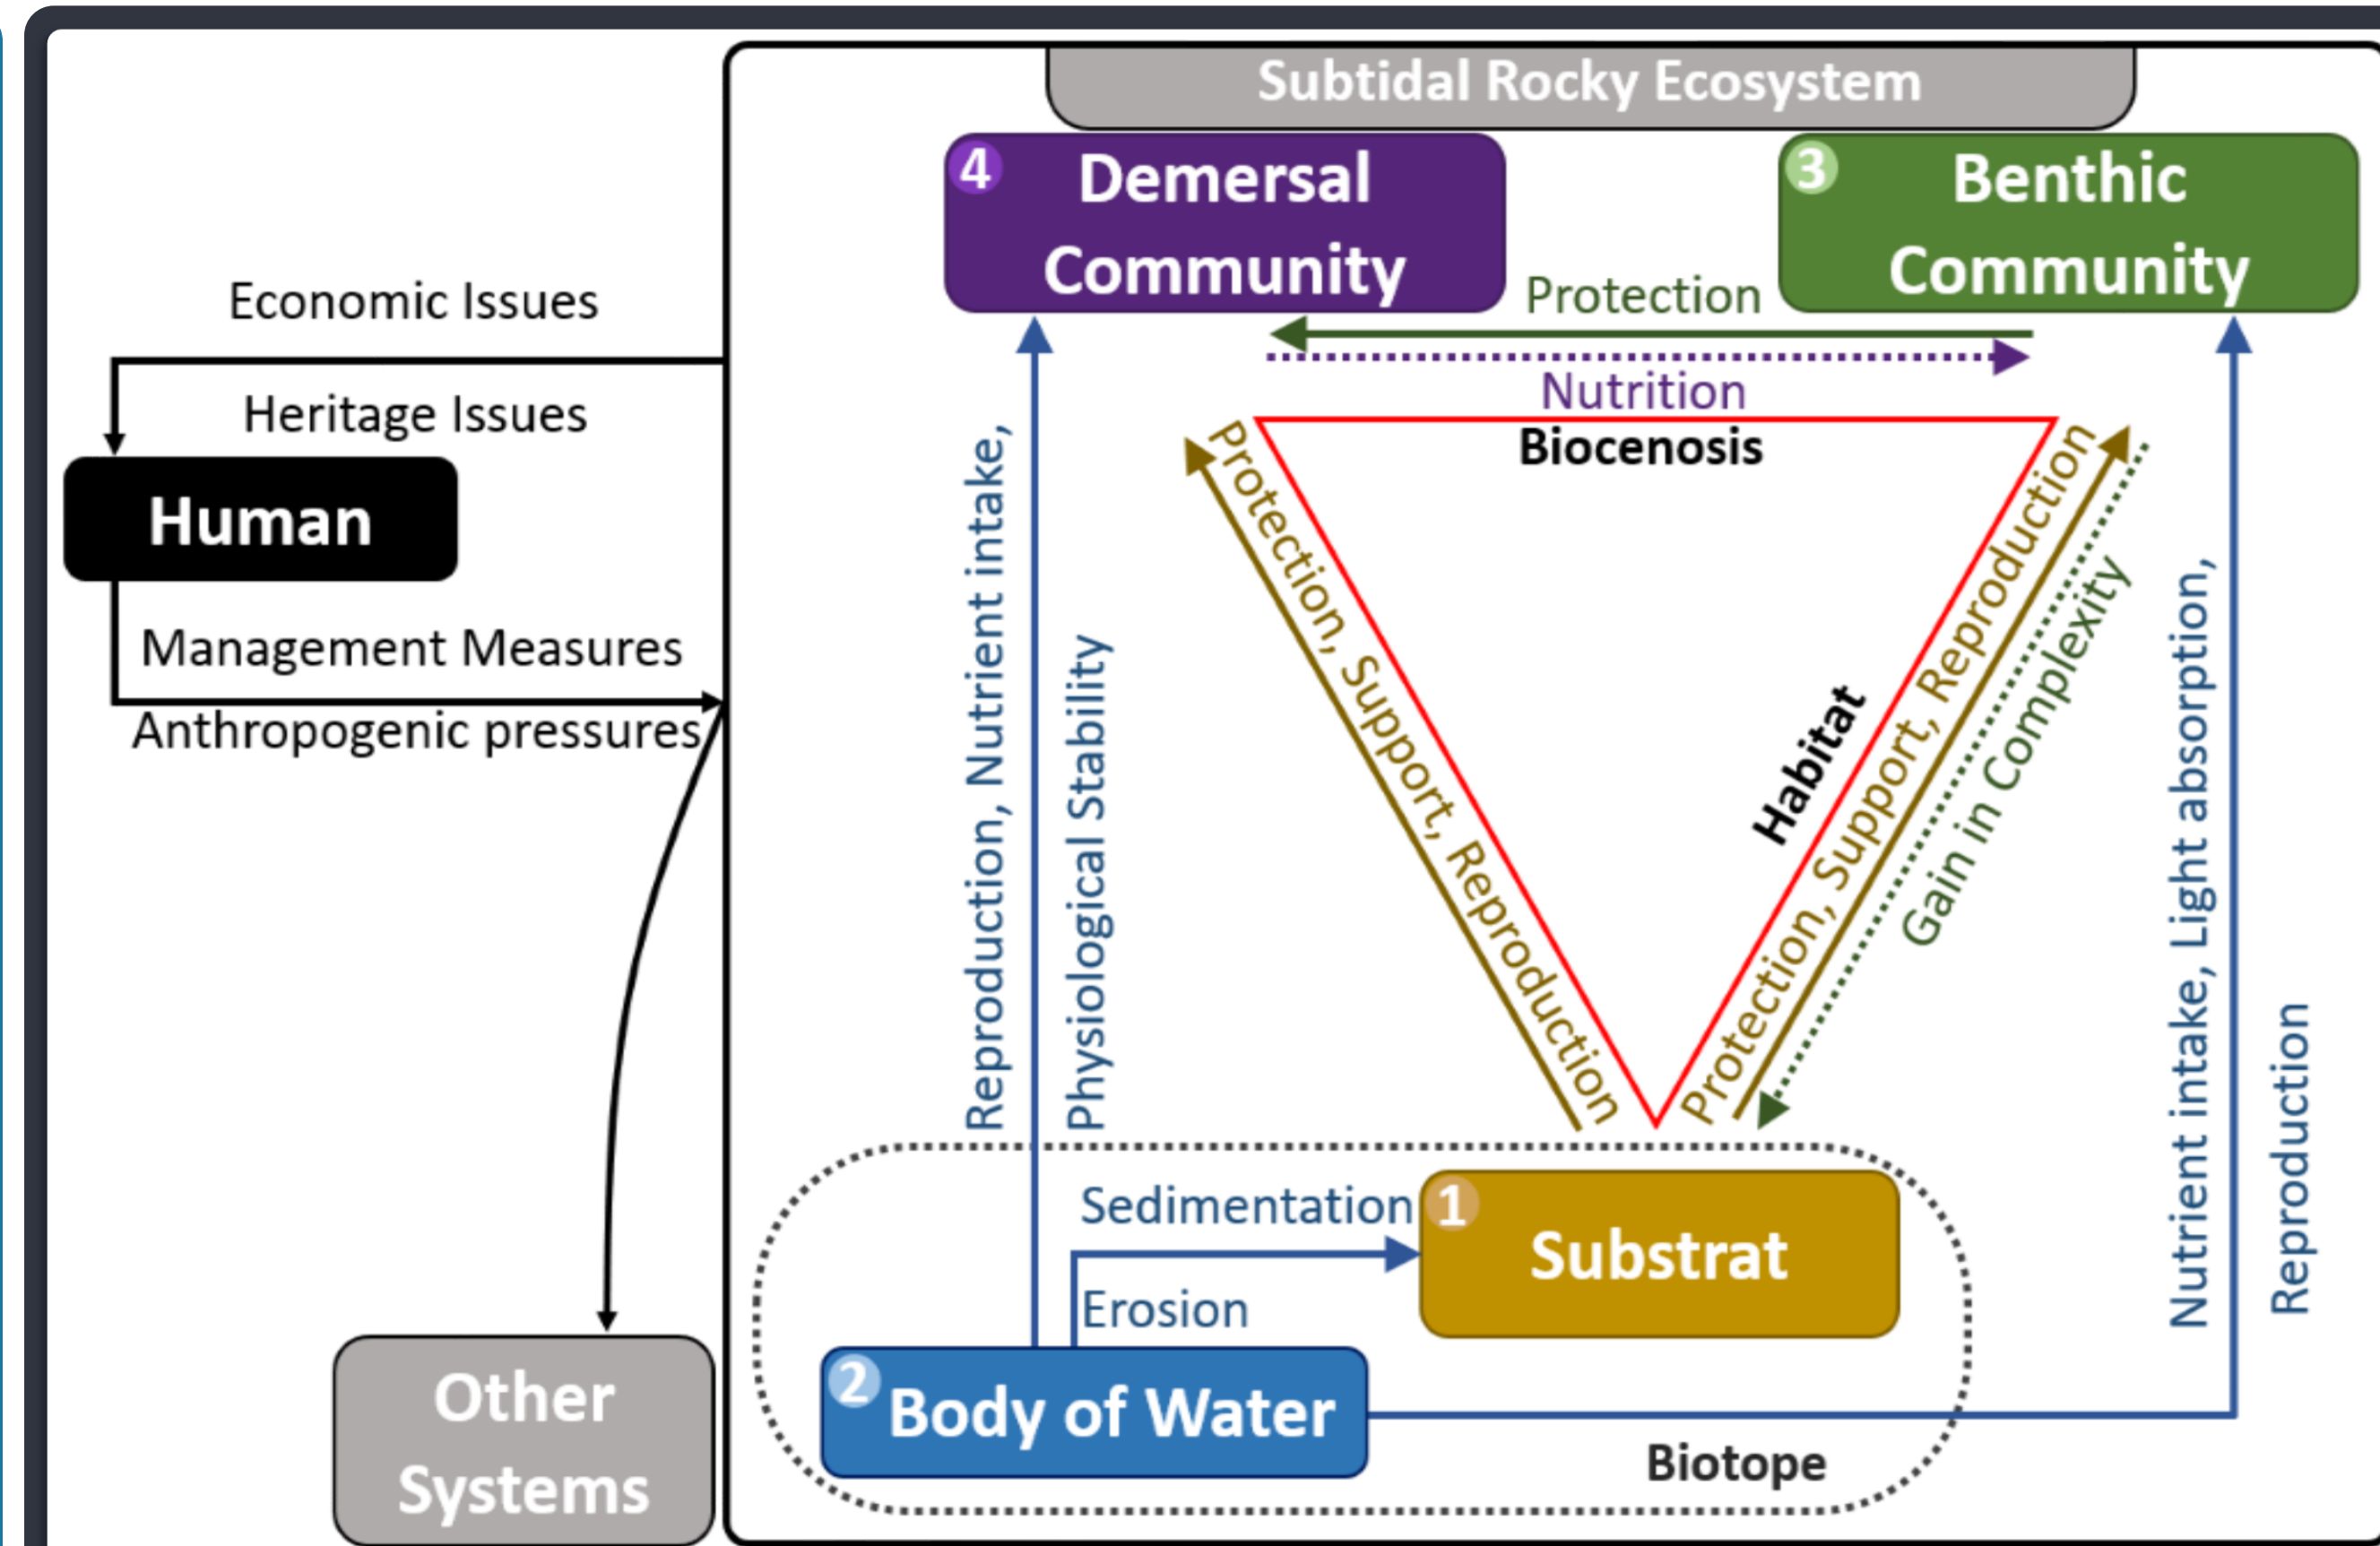 Subtidal Rocky Ecosystem
4
Demersal
Community
3
Benthic
Community
Protection
Nutrition
Biocenosis
Economic Issues
Heritage Issues
Human
Management Measures
Anthropogenic pressures
Reproduction, Nutrient intake,
Physiological Stability
Protection, Support, Reproduction
Habitat
Protection, Support, Reproduction
Gain in Complexity
Nutrient intake, Light absorption,
Reproduction
Sedimentation
Erosion
1
Substrat
2
Body of Water
Biotope
Other
Systems